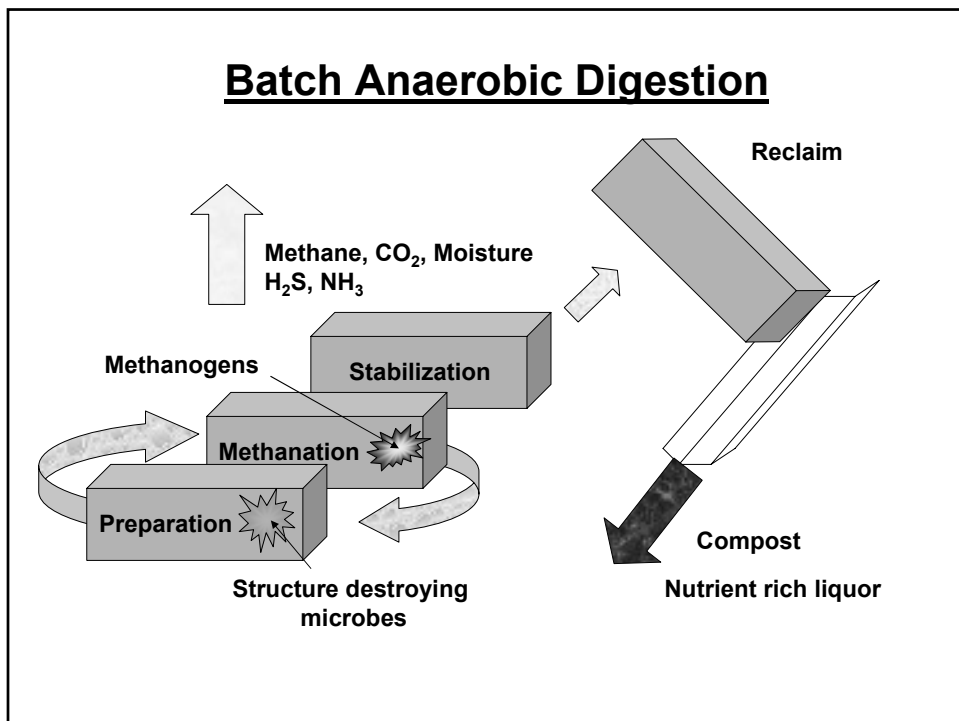 Batch Anaerobic Digestion
Reclaim
Methane, CO₂, Moisture
H₂S, NH₃
Methanogens
Stabilization
Methanation
Preparation
Structure destroying
microbes
Compost
Nutrient rich liquor